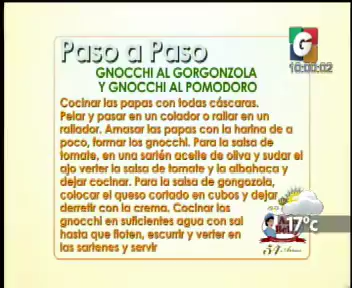 Paso a Paso
G
10:00:02
GNOCCHI AL GORGONZOLA
Y GNOCCHI AL POMODORO
Cocinar las papas con todas cáscaras.
Pelar y pasar en un colador o rallar en un
rallador. Amasar las papas con la harina de a
poco, formar los gnocchi. Para la salsa de
tomate, en una sartén aceite de oliva y sudar el
ajo verter la salsa de tomate y la albahaca y
dejar cocinar. Para la salsa de gongozola,
colocar el queso cortado en cubos y dejar
derretir con la crema. Cocinar los
gnocchi en suficientes agua con sal
hasta que floten, escurrir y verter en
las sartenes y servir
17°c
54